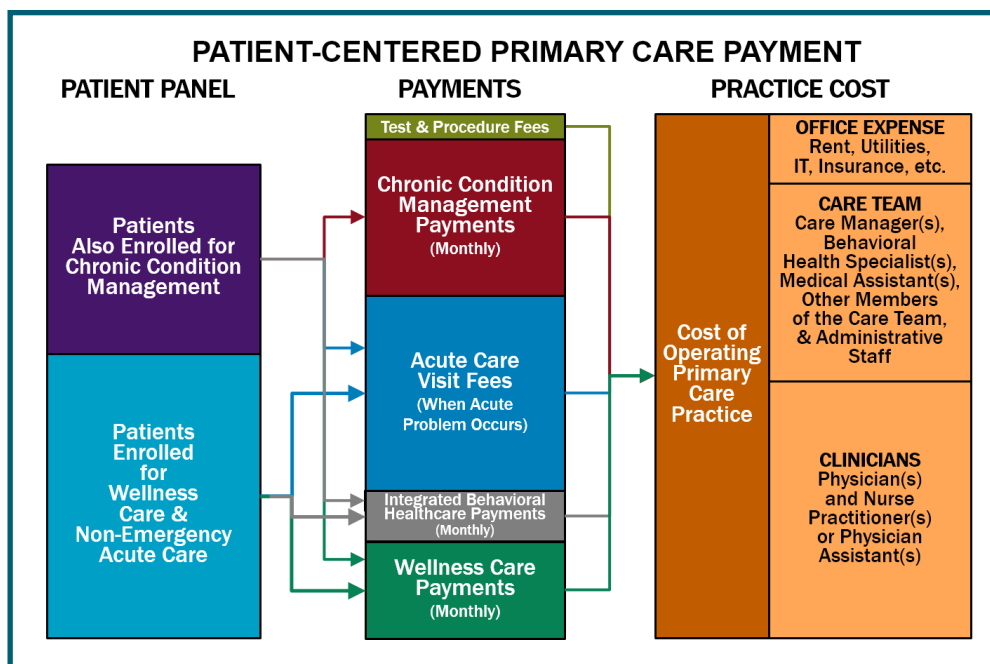 PATIENT-CENTERED PRIMARY CARE PAYMENT
PATIENT PANEL
PAYMENTS
PRACTICE COST
Patients
Also Enrolled for
Chronic Condition
Management
Patients
Enrolled
for
Wellness
Care &
Non-Emergency
Acute Care
Test & Procedure Fees
Chronic Condition
Management
Payments
(Monthly)
Acute Care
Visit Fees
(When Acute
Problem Occurs)
Integrated Behavioral
Healthcare Payments
(Monthly)
Wellness Care
Payments
(Monthly)
Cost of
Operating
Primary
Care
Practice
OFFICE EXPENSE
Rent, Utilities,
IT, Insurance, etc.
CARE TEAM
Care Manager(s),
Behavioral
Health Specialist(s),
Medical Assistant(s),
Other Members
of the Care Team,
& Administrative
Staff
CLINICIANS
Physician(s)
and Nurse
Practitioner(s)
or Physician
Assistant(s)